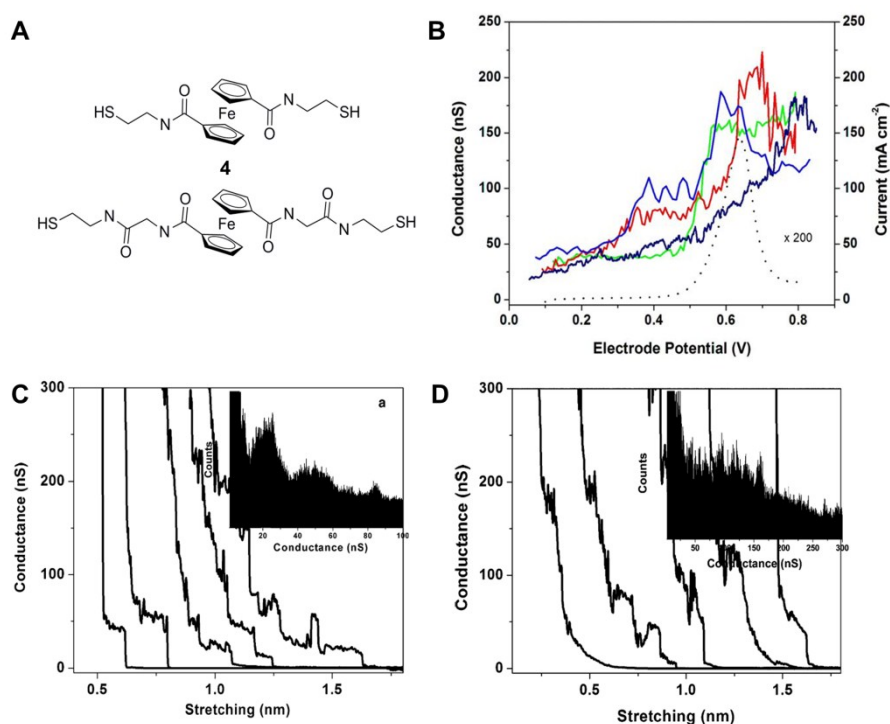 A
HS
N
H
O
Fe
O
H
N
SH
4
HS
H
N
O
N
H
O
Fe
O
H
N
O
N
H
SH
B
250
200
150
100
50
0
Conductance (nS)
0.0 0.2 0.4 0.6 0.8
Electrode Potential (V)
250
200
150
100
50
0
Current (mA cm⁻²)
x 200
C
300
200
100
0
Conductance (nS)
0.5 1.0 1.5
Stretching (nm)
a
Counts
20 40 60 80 100
Conductance (nS)
D
300
200
100
0
Conductance (nS)
0.5 1.0 1.5
Stretching (nm)
Counts
50 100 150 200 250 300
Conductance (nS)